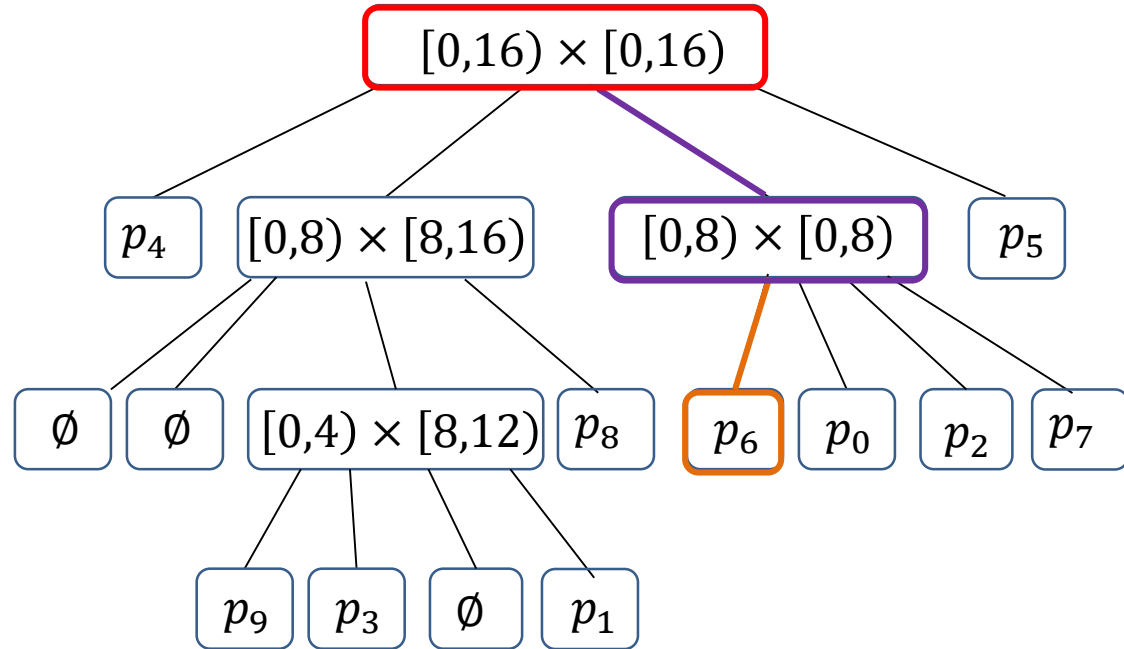 [0,16) × [0,16)
p₄ [0,8) × [8,16) [0,8) × [0,8) p₅
∅ ∅ [0,4) × [8,12) p₈ p₆ p₀ p₂ p₇
p₉ p₃ ∅ p₁